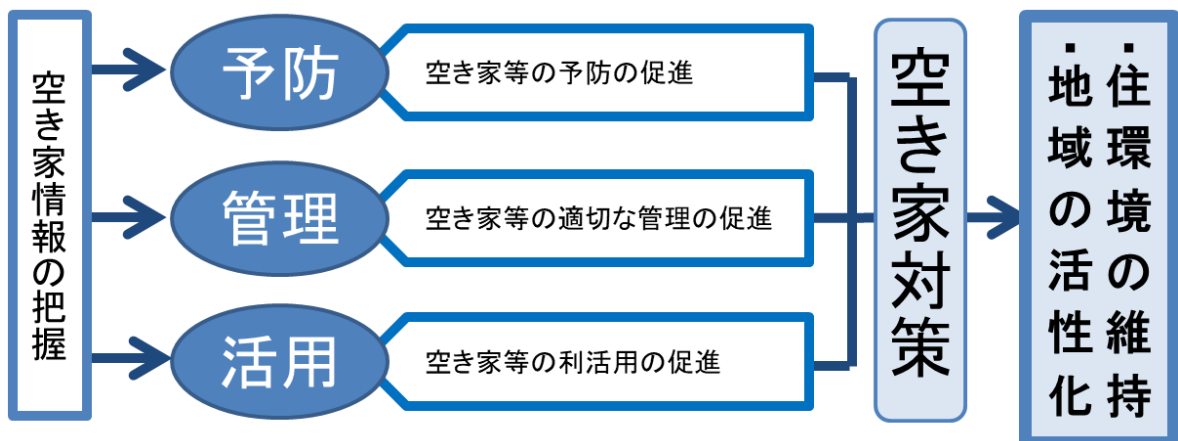 空き家情報の把握
予防
空き家等の予防の促進
管理
空き家等の適切な管理の促進
活用
空き家等の利活用の促進
空き家対策
・住環境の維持
・地域の活性化